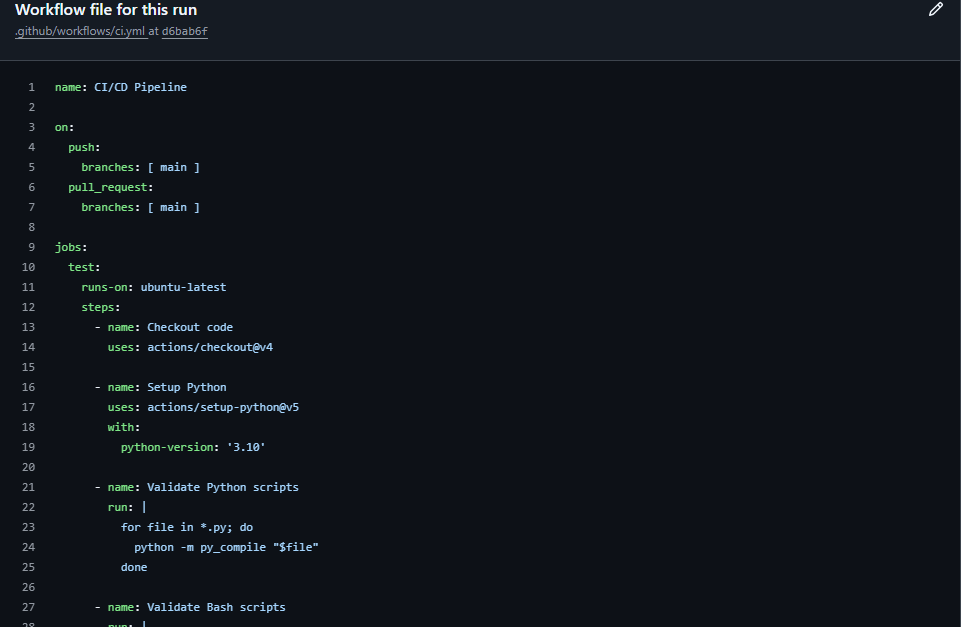 Workflow file for this run
.github/workflows/ci.yml at d6bab6f
1 name: CI/CD Pipeline
2
3 on:
4   push:
5     branches: [ main ]
6   pull_request:
7     branches: [ main ]
8
9 jobs:
10   test:
11     runs-on: ubuntu-latest
12     steps:
13       - name: Checkout code
14         uses: actions/checkout@v4
15
16       - name: Setup Python
17         uses: actions/setup-python@v5
18         with:
19           python-version: '3.10'
20
21       - name: Validate Python scripts
22         run: |
23           for file in *.py; do
24             python -m py_compile "$file"
25           done
26
27       - name: Validate Bash scripts
28         run: |